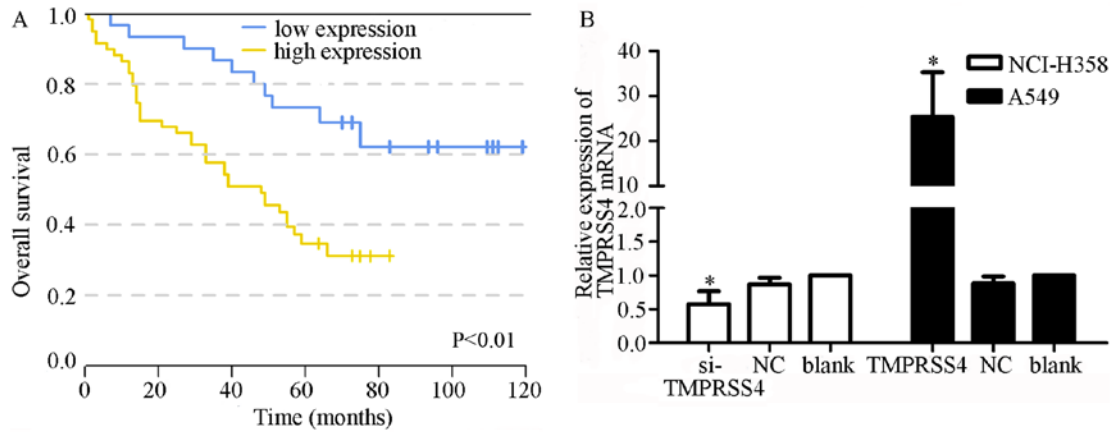 A
low expression
high expression
Overall survival
1.0
0.8
0.6
0.4
0.2
0.0
P<0.01
0 20 40 60 80 100 120
Time (months)
B
NCI-H358
A549
Relative expression of
TMPRSS4 mRNA
40
30
20
10
2.0
1.5
1.0
0.5
0.0
*
*
si-
TMPRSS4
NC
blank
TMPRSS4
NC
blank